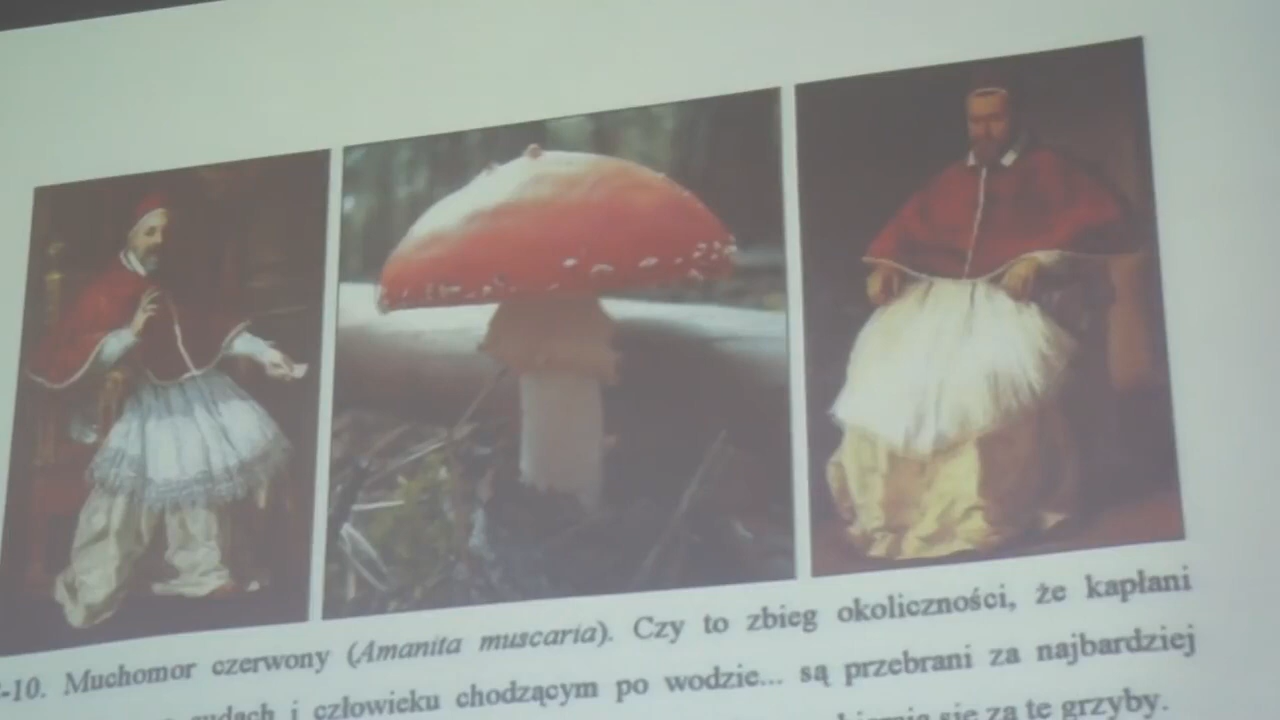 -10. Muchomor czerwony (Amanita muscaria). Czy to zbieg okoliczności, że kapłani
i człowieku chodzącym po wodzie... są przebrani za najbardziej
się za te grzyby.